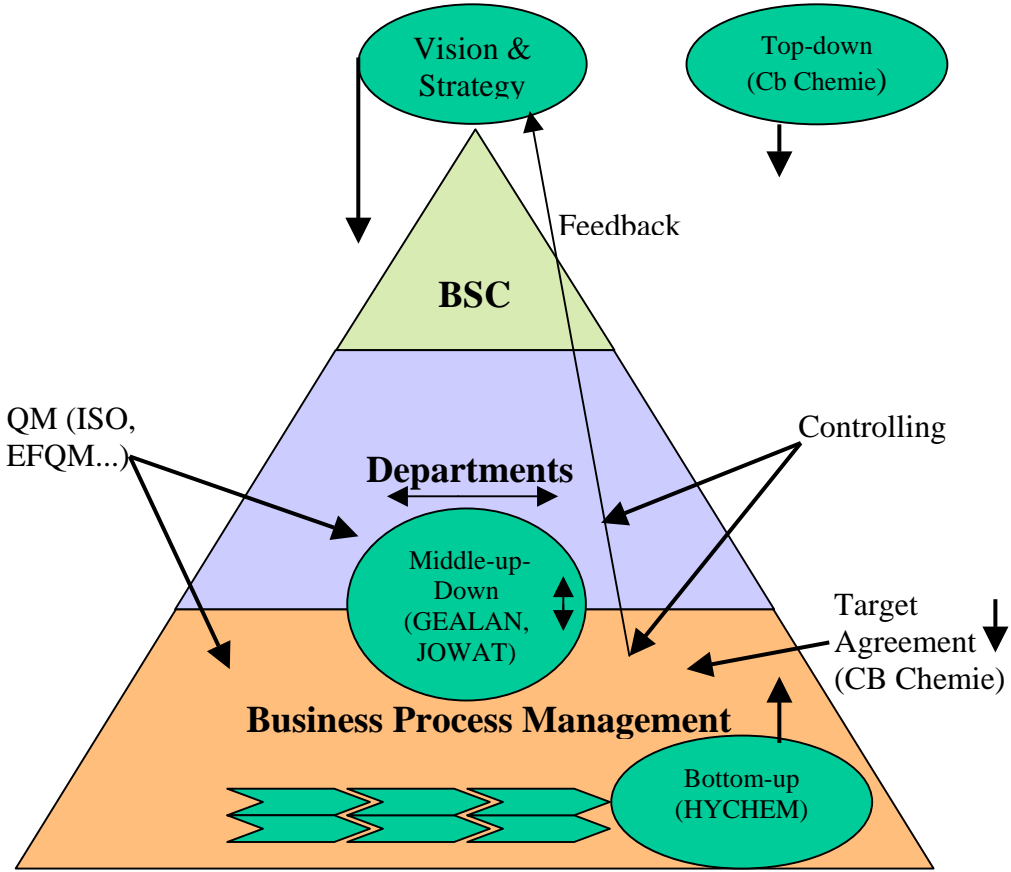 Vision &
Strategy
Top-down
(Cb Chemie)
Feedback
BSC
QM (ISO,
EFQM...)
Controlling
Departments
Middle-up-
Down
(GEALAN,
JOWAT)
Target
Agreement
(CB Chemie)
Business Process Management
Bottom-up
(HYCHEM)